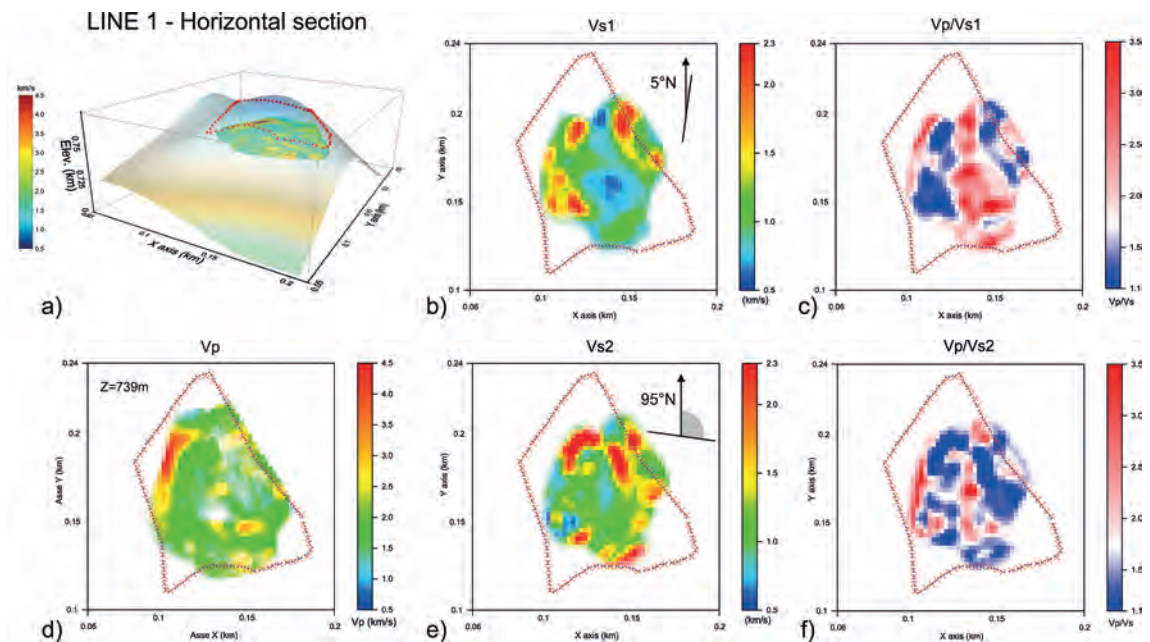 LINE 1 - Horizontal section
km/s
4.5
4.0
3.5
3.0
2.5
2.0
1.5
1.0
0.5
0.75
0.725
Elev.
(km)
0.1
0.15
0.2
0.05
X axis (km)
Y axis (km)
0.1
a)
Vs1
0.24
0.2
0.15
0.1
Y axis (km)
0.06
0.1
0.15
0.2
X axis (km)
5°N
2.3
2.0
1.5
1.0
0.5
(km/s)
b)
Vp/Vs1
0.24
0.2
0.15
0.1
Y axis (km)
0.06
0.1
0.15
0.2
X axis (km)
3.5
3.0
2.5
2.0
1.5
1.1
Vp/Vs
c)
Vp
Z=739m
0.24
0.2
0.15
0.1
Asse Y (km)
0.06
0.1
0.15
0.2
Asse X (km)
4.5
4.0
3.5
3.0
2.5
2.0
1.5
1.0
0.5
Vp (km/s)
d)
Vs2
0.24
0.2
0.15
0.1
Y axis (km)
0.06
0.1
0.15
0.2
X axis (km)
95°N
2.3
2.0
1.5
1.0
0.5
(km/s)
e)
Vp/Vs2
0.24
0.2
0.15
0.1
Y axis (km)
0.06
0.1
0.15
0.2
X axis (km)
3.5
3.0
2.5
2.0
1.5
1.1
Vp/Vs
f)